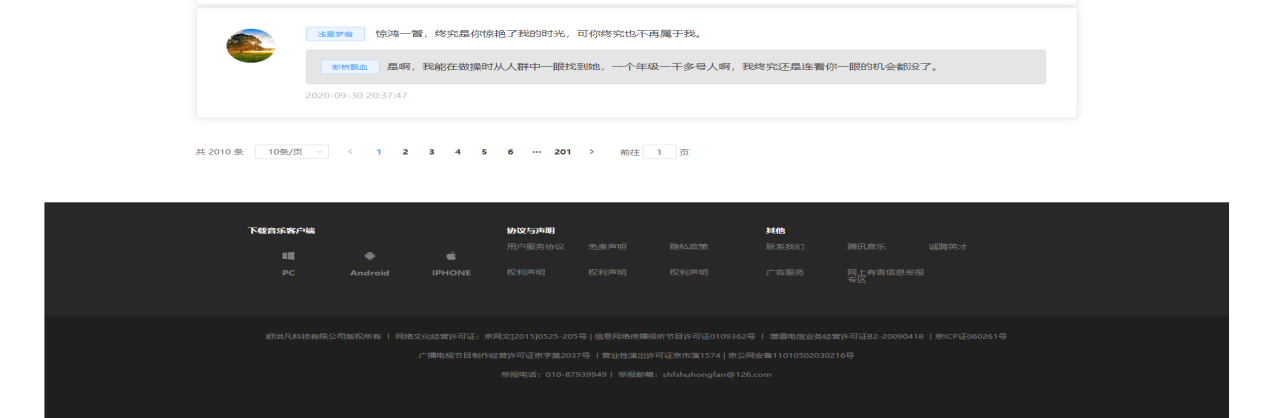 浅星梦痕 惊鸿一瞥，终究是你惊艳了我的时光，可你终究也不再属于我。
断桥飘血 是啊，我能在做操时从人群中一眼找到她，一个年级一千多号人啊，我终究还是连看你一眼的机会都没了。
2020-09-30 20:37:47
共 2010 条 10条/页 < 1 2 3 4 5 6 ··· 201 > 前往 1 页
下载音乐客户端 协议与声明 其他
用户服务协议 免责声明 隐私政策 联系我们 腾讯音乐 诚聘英才
PC Android IPHONE 权利声明 权利声明 权利声明 广告服务 网上有害信息举报
专区
科技有限公司版权所有 | 网络文化经营许可证：京网文[2015]0525-205号 | 信息网络传播视听节目许可证0109362号 | 增值电信业务经营许可证B2-20090418 | 京ICP证060261号
广播电视节目制作经营许可证京字第2037号 | 营业性演出许可证京市演1574 | 京公网安备11010502030216号
举报电话：010-87939949 | 举报邮箱：shfshuhongfan@126.com